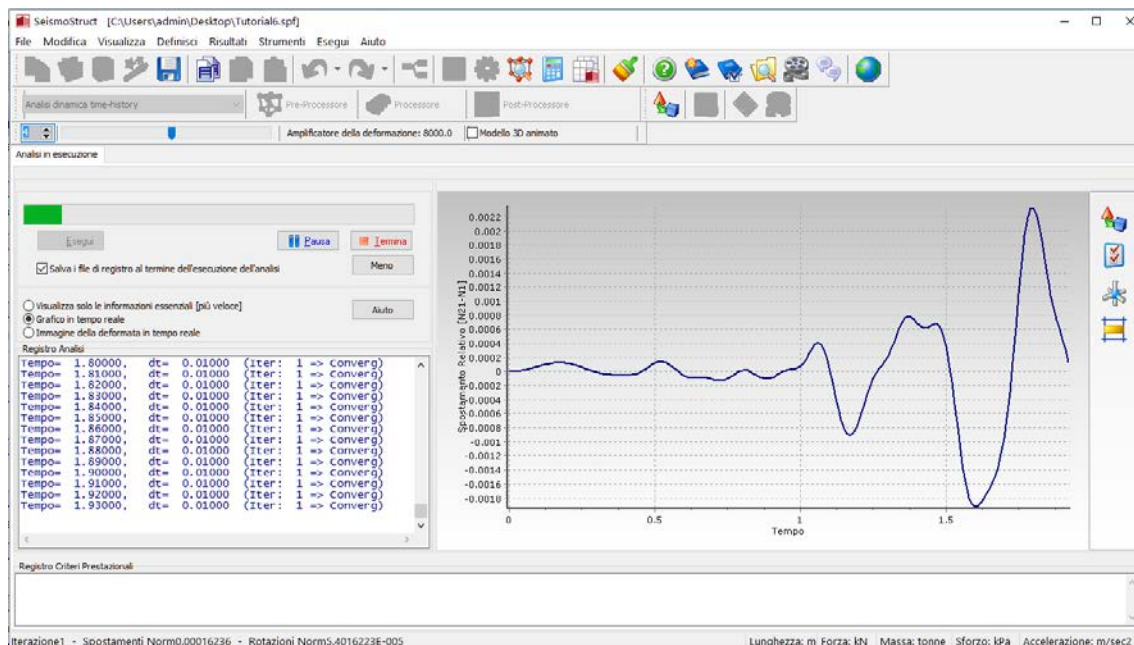 SeismoStruct [C:\Users\admin\Desktop\Tutorial6.spf]
File Modifica Visualizza Definisci Risultati Strumenti Esegui Aiuto
Analisi dinamica time-history Pre-Processore Processore Post-Processore
Amplificatore della deformazione: 8000.0 Modello 3D animato
Analisi in esecuzione
Esegui Pausa Termina
Salva i file di registro al termine dell'esecuzione dell'analisi Meno
Visualizza solo le informazioni essenziali [più veloce]
Grafico in tempo reale
Immagine della deformata in tempo reale
Aiuto
Registro Analisi
Tempo= 1.80000, dt= 0.01000 (Iter: 1 => Converg)
Tempo= 1.81000, dt= 0.01000 (Iter: 1 => Converg)
Tempo= 1.82000, dt= 0.01000 (Iter: 1 => Converg)
Tempo= 1.83000, dt= 0.01000 (Iter: 1 => Converg)
Tempo= 1.84000, dt= 0.01000 (Iter: 1 => Converg)
Tempo= 1.85000, dt= 0.01000 (Iter: 1 => Converg)
Tempo= 1.86000, dt= 0.01000 (Iter: 1 => Converg)
Tempo= 1.87000, dt= 0.01000 (Iter: 1 => Converg)
Tempo= 1.88000, dt= 0.01000 (Iter: 1 => Converg)
Tempo= 1.89000, dt= 0.01000 (Iter: 1 => Converg)
Tempo= 1.90000, dt= 0.01000 (Iter: 1 => Converg)
Tempo= 1.91000, dt= 0.01000 (Iter: 1 => Converg)
Tempo= 1.92000, dt= 0.01000 (Iter: 1 => Converg)
Tempo= 1.93000, dt= 0.01000 (Iter: 1 => Converg)
Spostamento Relativo [N21-N1]
0.0022
0.002
0.0018
0.0016
0.0014
0.0012
0.001
0.0008
0.0006
0.0004
0.0002
0
-0.0002
-0.0004
-0.0006
-0.0008
-0.001
-0.0012
-0.0014
-0.0016
-0.0018
0 0.5 1 1.5
Tempo
Registro Criteri Prestazionali
Iterazione1 - Spostamenti Norm0.00016236 - Rotazioni Norm5.4016223E-005 Lunghezza: m Forza: kN Massa: tonne Sforzo: kPa Accelerazione: m/sec2